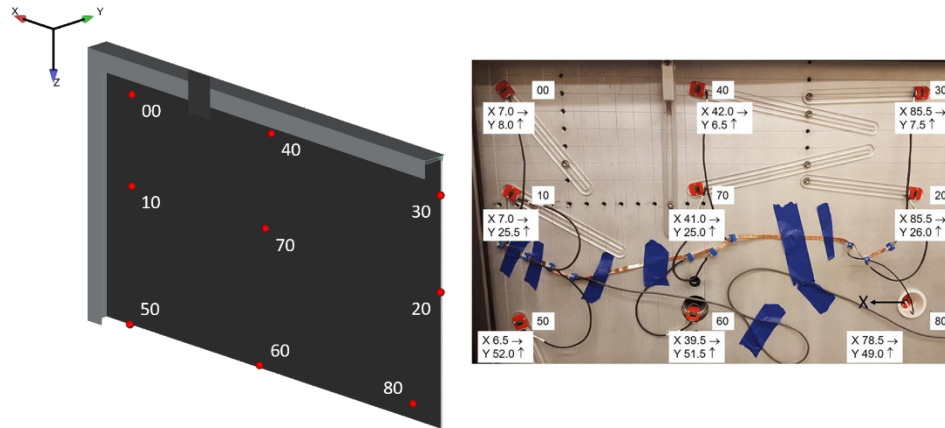 X
Y
Z
00
40
10
30
70
20
50
60
80
00
40
30
X 7.0 →
Y 8.0 ↑
X 42.0 →
Y 6.5 ↑
X 85.5 →
Y 7.5 ↑
10
70
20
X 7.0 →
Y 25.5 ↑
X 41.0 →
Y 25.0 ↑
X 85.5 →
Y 26.0 ↑
X
50
60
80
X 6.5 →
Y 52.0 ↑
X 39.5 →
Y 51.5 ↑
X 78.5 →
Y 49.0 ↑